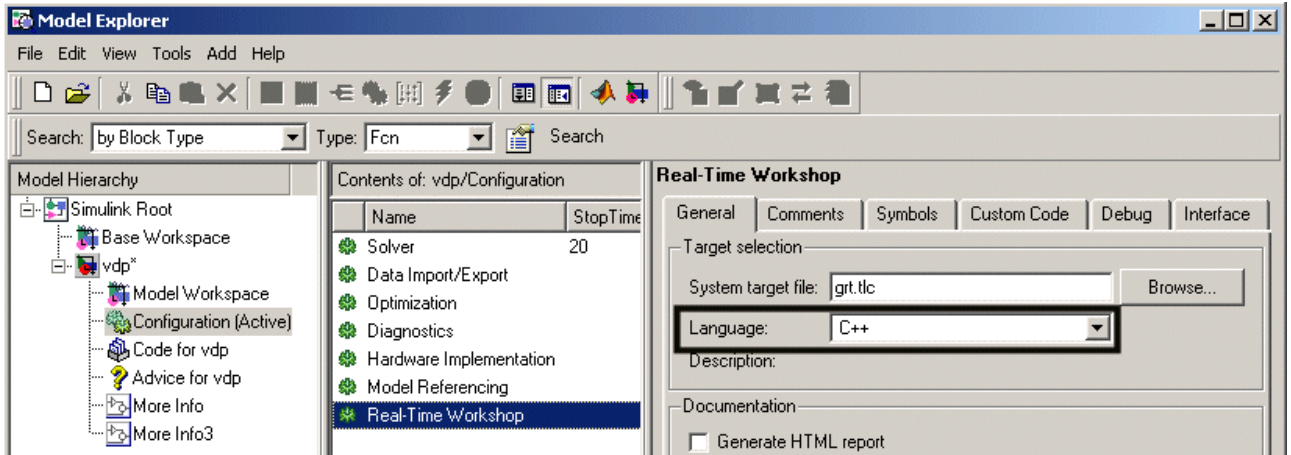 Model Explorer
File Edit View Tools Add Help
Search: by Block Type Type: Fcn Search
Model Hierarchy
Simulink Root
Base Workspace
vdp*
Model Workspace
Configuration (Active)
Code for vdp
Advice for vdp
More Info
More Info3
Contents of: vdp/Configuration
Name StopTime
Solver 20
Data Import/Export
Optimization
Diagnostics
Hardware Implementation
Model Referencing
Real-Time Workshop
Real-Time Workshop
General Comments Symbols Custom Code Debug Interface
Target selection
System target file: grt.tlc Browse...
Language: C++
Description:
Documentation
Generate HTML report